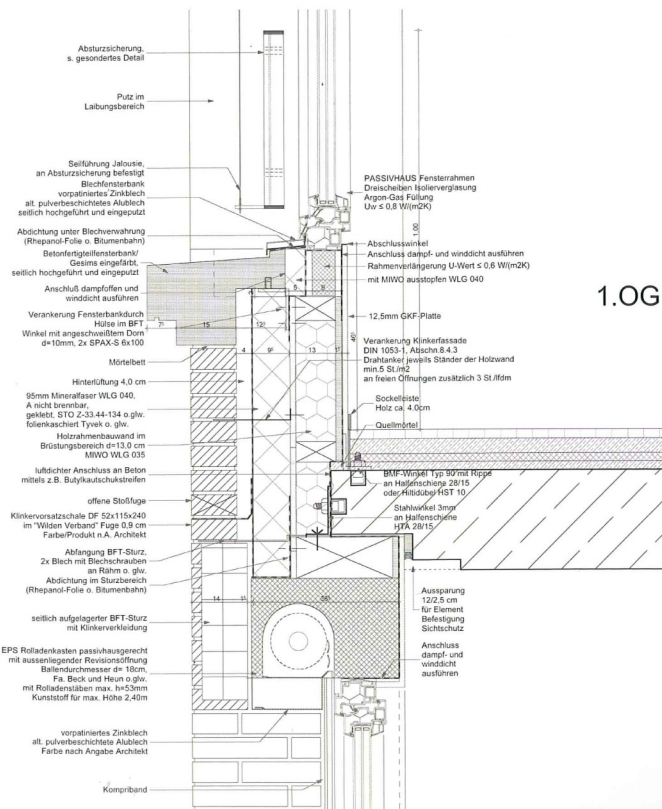 Absturzsicherung,
s. gesondertes Detail
Putz im
Laibungsbereich
Seilführung Jalousie,
an Absturzsicherung befestigt
Blechfensterbank
vorpatiniertes Zinkblech
alt. pulverbeschichtete Alublech
seitlich hochgeführt und eingeputzt
Abdichtung unter Blechverwahrung
(Rhepanol-Folie o. Bitumenbahn)
Betonfertigteilfensterbank/
Gesims eingefärbt,
seitlich hochgeführt und eingeputzt
Anschluß dampfoffen und
winddicht ausführen
Verankerung Fensterbankdurch
Hülse im BFT
Winkel mit angeschweißtem Dorn
d=10mm, 2x SPAX-S 6x100
Mörtelbett
Hinterlüftung 4,0 cm
95mm Mineralfaser WLG 040,
A nicht brennbar,
geklebt, STO Z-33.44-134 o.glw.
folienkaschiert Tyvek o. glw.
Holzrahmenbauwand im
Brüstungsbereich d=13,0 cm
MIWO WLG 035
luftdichter Anschluss an Beton
mittels z.B. Butylkautschukstreifen
offene Stoßfuge
Klinkervorsatzschale DF 52x115x240
im "Wilden Verband" Fuge 0,9 cm
Farbe/Produkt n.A. Architekt
Abfangung BFT-Sturz,
2x Blech mit Blechschrauben
an Rähm o. glw.
Abdichtung im Sturzbereich
(Rhepanol-Folie o. Bitumenbahn)
seitlich aufgelagerter BFT-Sturz
mit Klinkerverkleidung
EPS Rolladenkasten passivhausgerecht
mit aussenliegender Revisionsöffnung
Ballendurchmesser d= 18cm,
Fa. Beck und Heun o.glw.
mit Rolladenstäben max. h=53mm
Kunststoff für max. Höhe 2,40m
vorpatiniertes Zinkblech
alt. pulverbeschichtete Alublech
Farbe nach Angabe Architekt
Kompriband
1.00
PASSIVHAUS Fensterrahmen
Dreischeiben Isolierverglasung
Argon-Gas Füllung
Uw ≤ 0,8 W/(m2K)
Abschlusswinkel
Anschluss dampf- und winddicht ausführen
Rahmenverlängerung U-Wert ≤ 0,6 W/(m2K)
mit MIWO ausstopfen WLG 040
1.OG
12,5mm GKF-Platte
Verankerung Klinkerfassade
DIN 1053-1, Abschn.8.4.3
Drahtanker jeweils Ständer der Holzwand
min.5 St./m2
an freien Öffnungen zusätzlich 3 St./lfdm
Sockelleiste
Holz ca. 4.0cm
Quellmörtel
BMF-Winkel Typ 90 mit Rippe
an Halfenschiene 28/15
oder Hiltidübel HST 10
Stahlwinkel 3mm
an Halfenschiene
HTA 28/15
Aussparung
12/2,5 cm
für Element
Befestigung
Sichtschutz
Anschluss
dampf- und
winddicht
ausführen
7⁵ 15 12⁵ 5 8
4 9⁵ 13 1⁵
14 1⁵